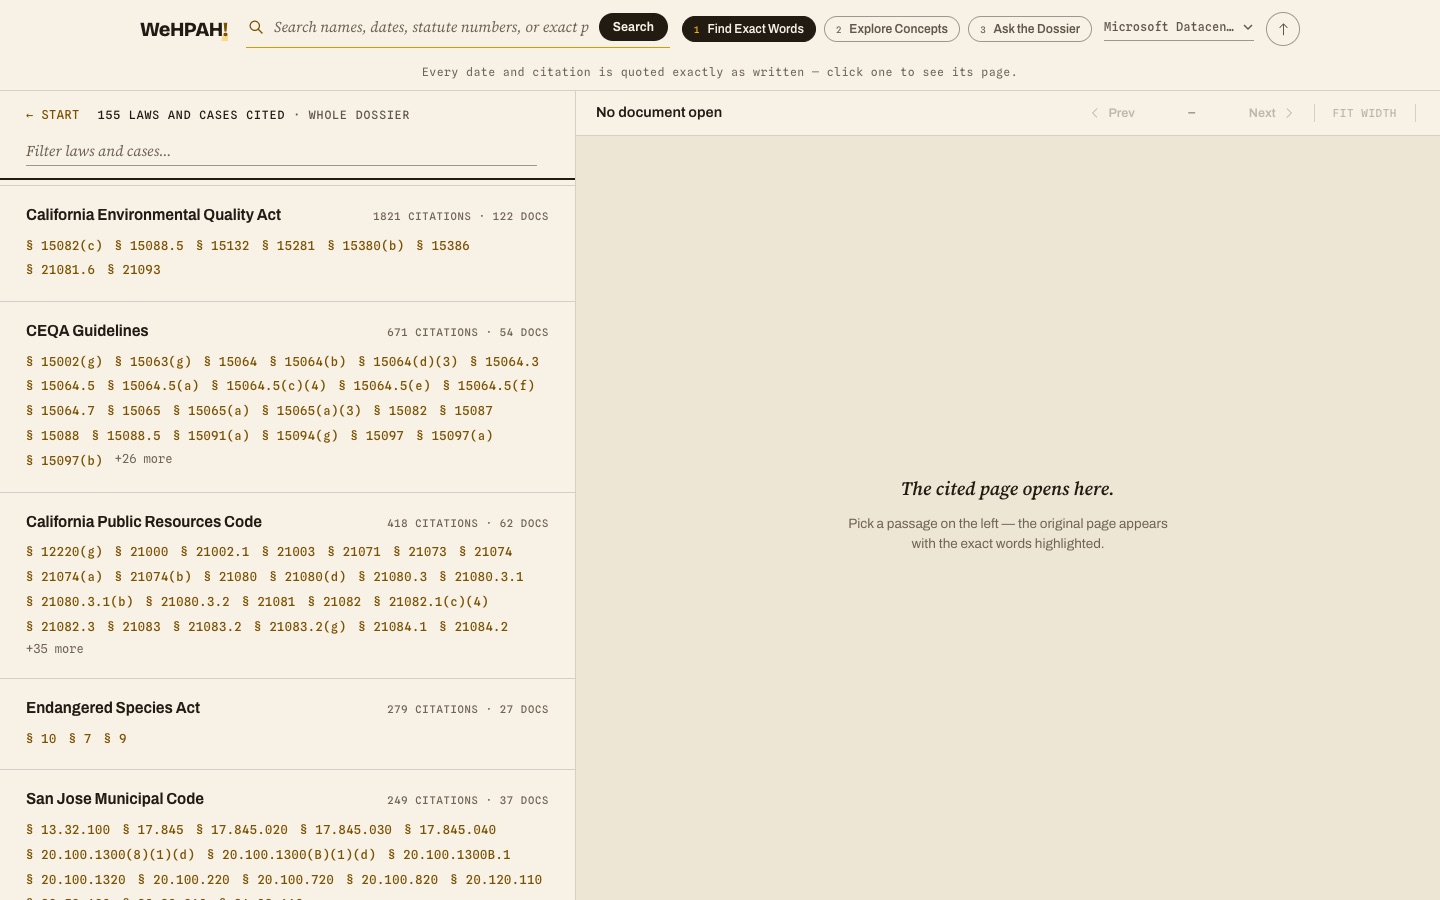 WeHPAH!
Search names, dates, statute numbers, or exact p
Search
1 Find Exact Words
2 Explore Concepts
3 Ask the Dossier
Microsoft Datacen…
↑
Every date and citation is quoted exactly as written — click one to see its page.
← START 155 LAWS AND CASES CITED · WHOLE DOSSIER
Filter laws and cases…
California Environmental Quality Act 1821 CITATIONS · 122 DOCS
§ 15082(c) § 15088.5 § 15132 § 15281 § 15380(b) § 15386
§ 21081.6 § 21093
CEQA Guidelines 671 CITATIONS · 54 DOCS
§ 15002(g) § 15063(g) § 15064 § 15064(b) § 15064(d)(3) § 15064.3
§ 15064.5 § 15064.5(a) § 15064.5(c)(4) § 15064.5(e) § 15064.5(f)
§ 15064.7 § 15065 § 15065(a) § 15065(a)(3) § 15082 § 15087
§ 15088 § 15088.5 § 15091(a) § 15094(g) § 15097 § 15097(a)
§ 15097(b) +26 more
California Public Resources Code 418 CITATIONS · 62 DOCS
§ 12220(g) § 21000 § 21002.1 § 21003 § 21071 § 21073 § 21074
§ 21074(a) § 21074(b) § 21080 § 21080(d) § 21080.3 § 21080.3.1
§ 21080.3.1(b) § 21080.3.2 § 21081 § 21082 § 21082.1(c)(4)
§ 21082.3 § 21083 § 21083.2 § 21083.2(g) § 21084.1 § 21084.2
+35 more
Endangered Species Act 279 CITATIONS · 27 DOCS
§ 10 § 7 § 9
San Jose Municipal Code 249 CITATIONS · 37 DOCS
§ 13.32.100 § 17.845 § 17.845.020 § 17.845.030 § 17.845.040
§ 20.100.1300(8)(1)(d) § 20.100.1300(B)(1)(d) § 20.100.1300B.1
§ 20.100.1320 § 20.100.220 § 20.100.720 § 20.100.820 § 20.120.110
No document open
Prev
–
Next
FIT WIDTH
The cited page opens here.
Pick a passage on the left — the original page appears
with the exact words highlighted.